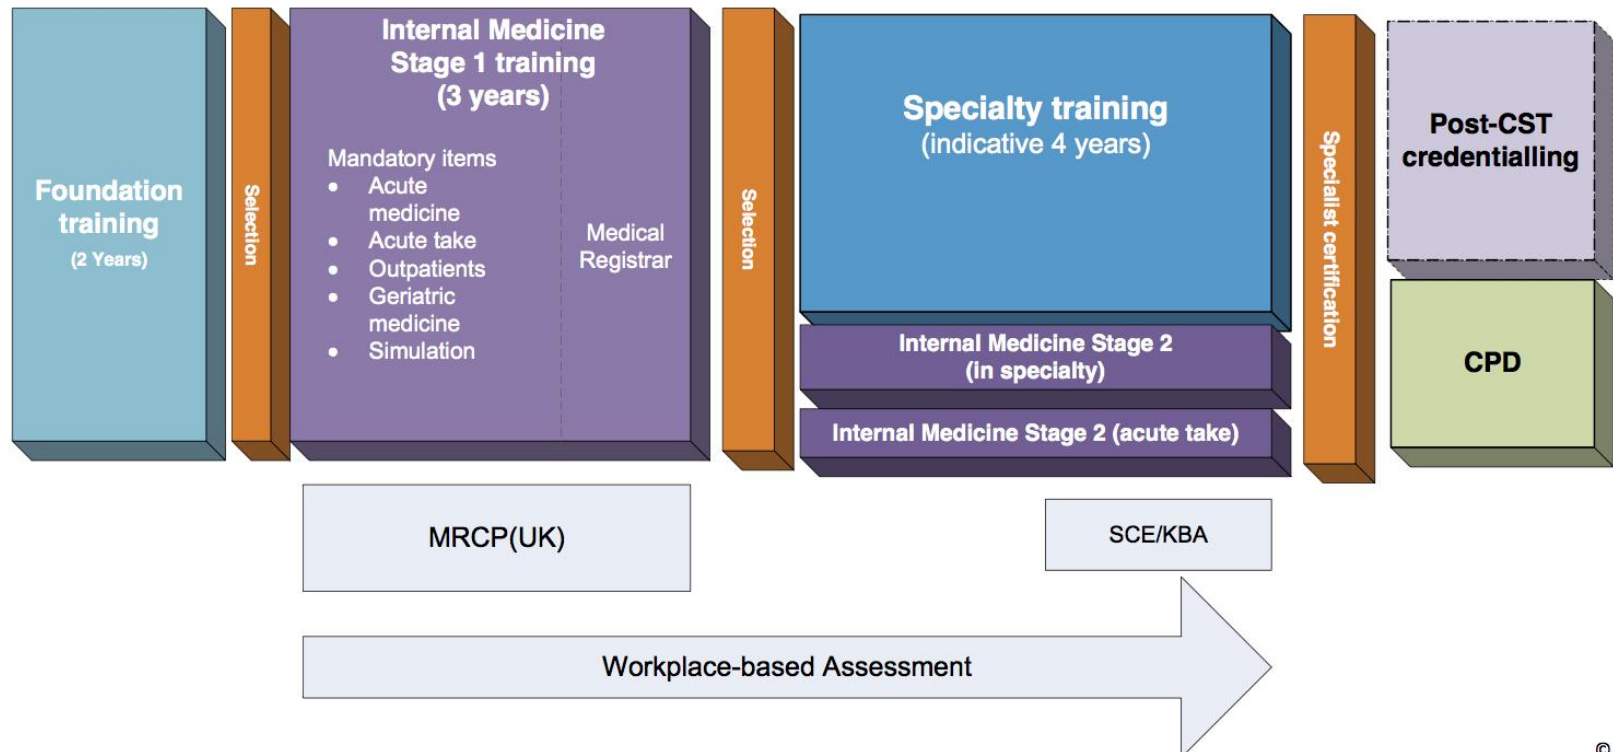 Foundation
training
(2 Years)
Selection
Internal Medicine
Stage 1 training
(3 years)
Mandatory items
• Acute
medicine
• Acute take
• Outpatients
• Geriatric
medicine
• Simulation
Medical
Registrar
Selection
Specialty training
(indicative 4 years)
Internal Medicine Stage 2
(in specialty)
Internal Medicine Stage 2 (acute take)
Specialist certification
Post-CST
credentialling
CPD
MRCP(UK)
SCE/KBA
Workplace-based Assessment
©